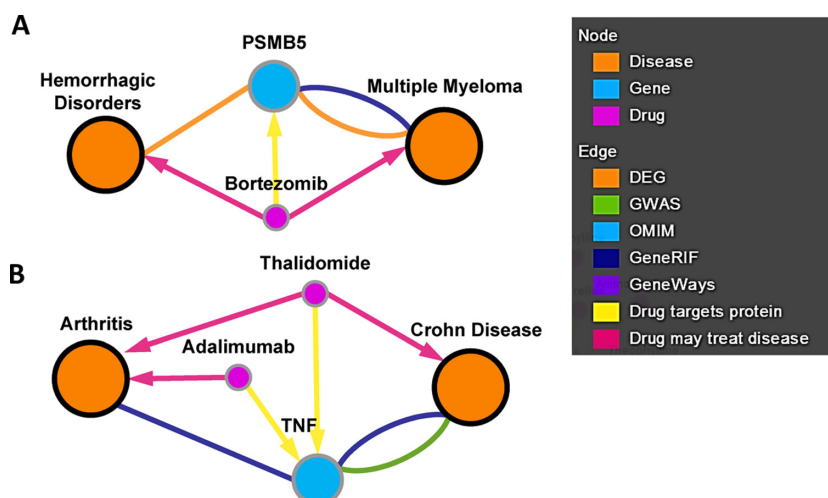 A
PSMB5
Hemorrhagic
Disorders
Multiple Myeloma
Bortezomib
B
Thalidomide
Arthritis
Adalimumab
Crohn Disease
TNF
Node
Disease
Gene
Drug
Edge
DEG
GWAS
OMIM
GeneRIF
GeneWays
Drug targets protein
Drug may treat disease